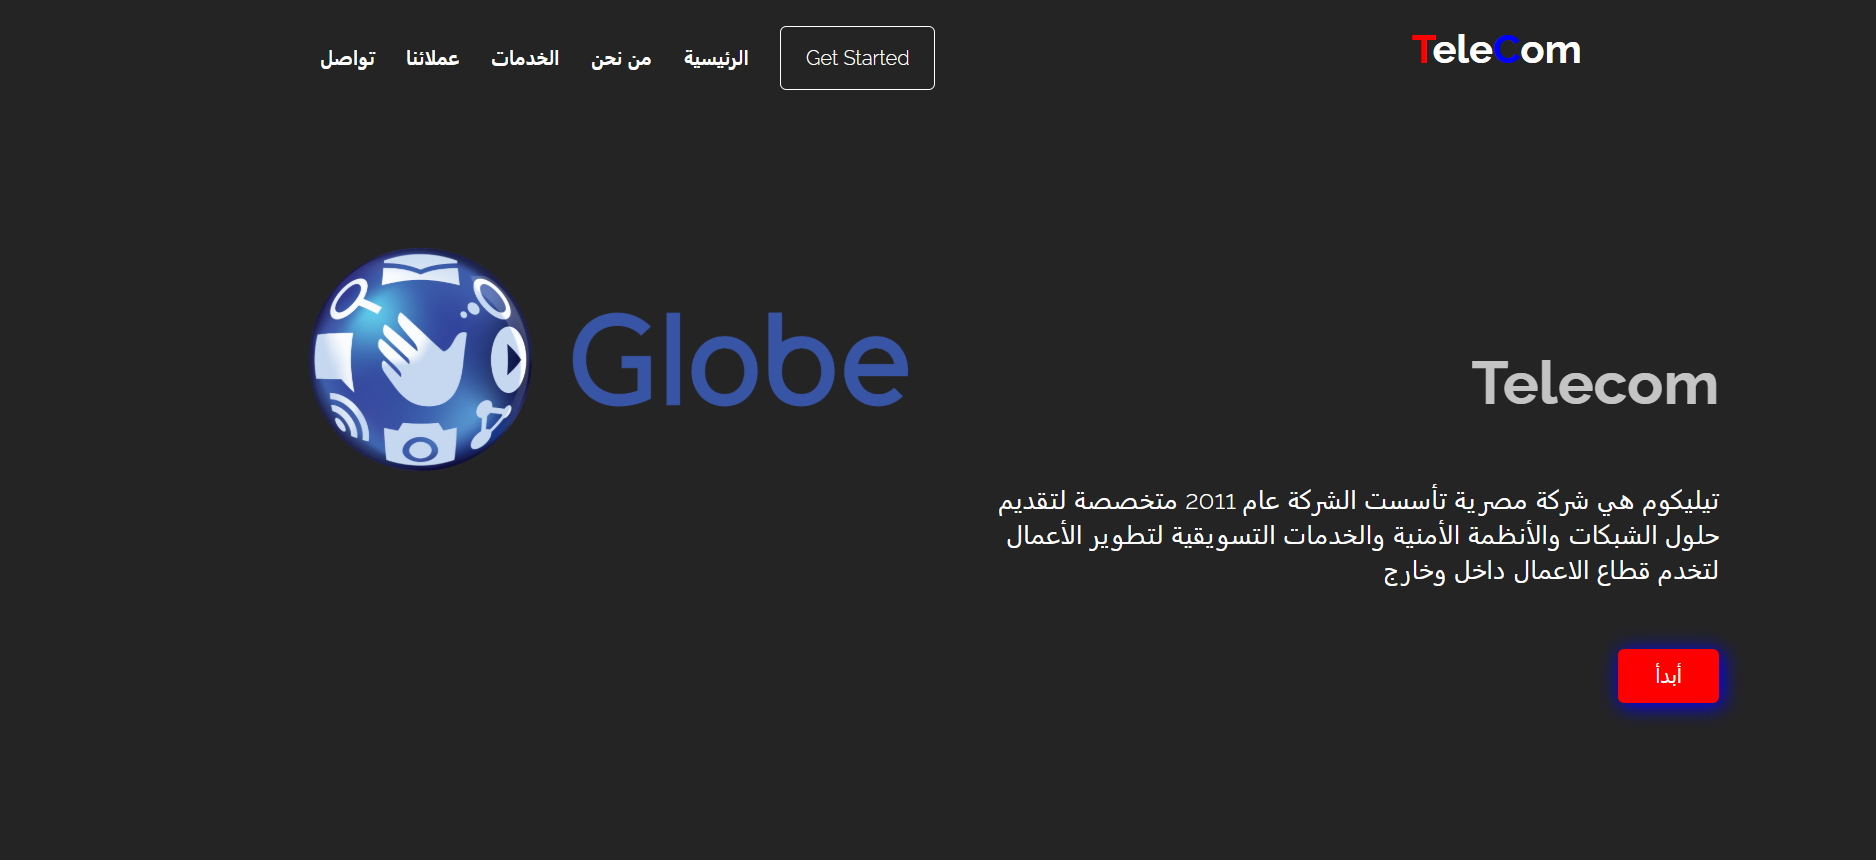 TeleCom
Get Started
الرئيسية
من نحن
الخدمات
عملائنا
تواصل
Telecom
تيليكوم هي شركة مصرية تأسست الشركة عام 2011 متخصصة لتقديم
حلول الشبكات والأنظمة الأمنية والخدمات التسويقية لتطوير الأعمال
لتخدم قطاع الاعمال داخل وخارج
أبدأ
Globe